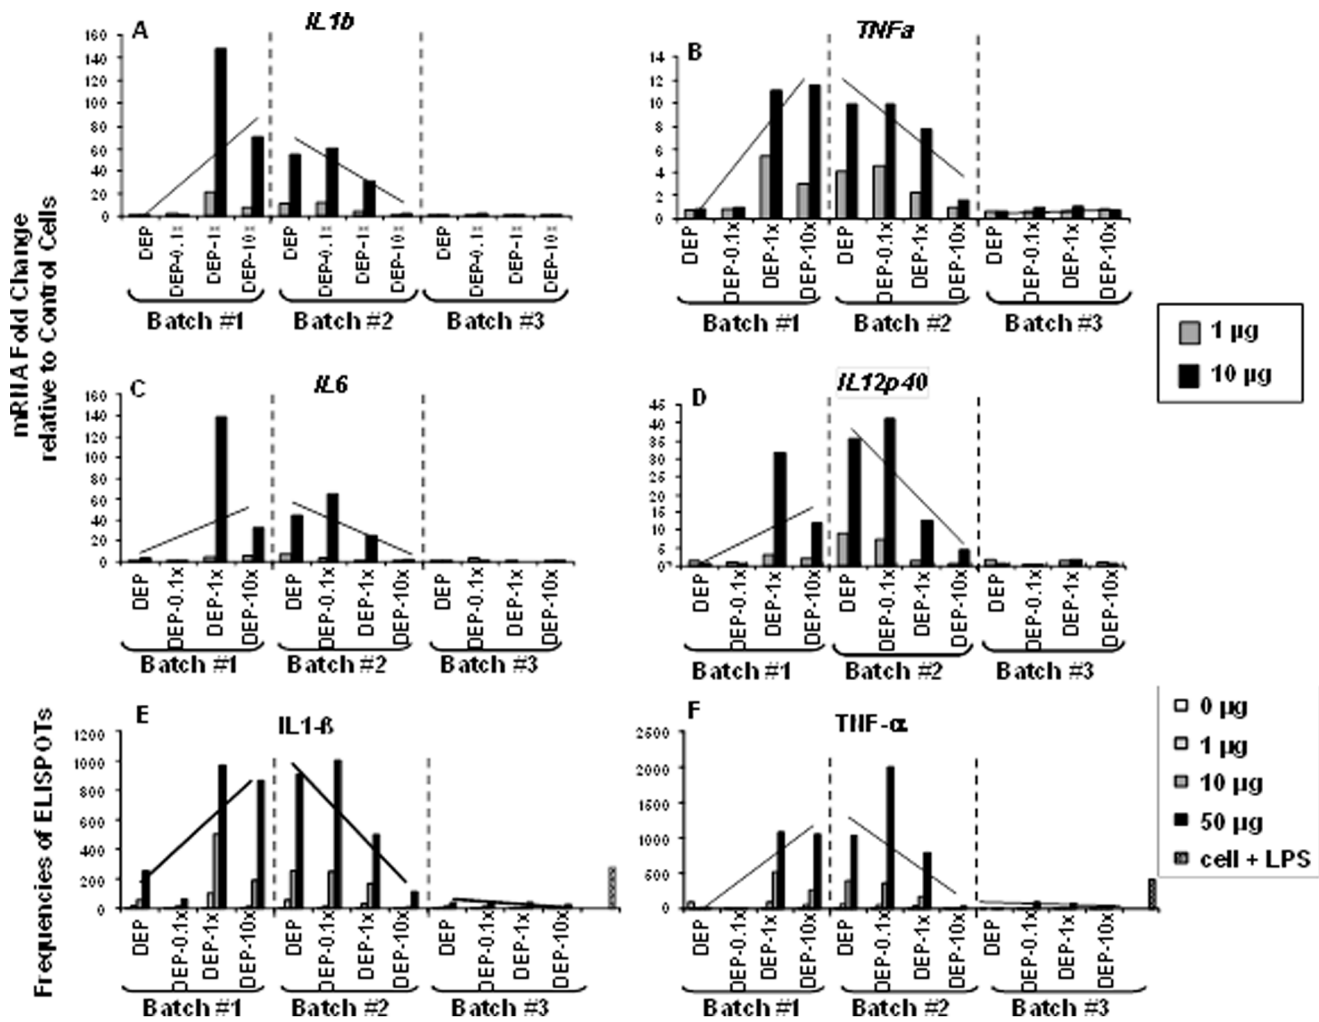 A
IL1b
160
140
120
100
80
60
40
20
0
DEP
DEP-0.1x
DEP-1x
DEP-10x
DEP
DEP-0.1x
DEP-1x
DEP-10x
DEP
DEP-0.1x
DEP-1x
DEP-10x
Batch #1
Batch #2
Batch #3
B
TNFa
14
12
10
8
6
4
2
0
DEP
DEP-0.1x
DEP-1x
DEP-10x
DEP
DEP-0.1x
DEP-1x
DEP-10x
DEP
DEP-0.1x
DEP-1x
DEP-10x
Batch #1
Batch #2
Batch #3
mRNA Fold Change
relative to Control Cells
1 µg
10 µg
C
IL6
160
140
120
100
80
60
40
20
0
DEP
DEP-0.1x
DEP-1x
DEP-10x
DEP
DEP-0.1x
DEP-1x
DEP-10x
DEP
DEP-0.1x
DEP-1x
DEP-10x
Batch #1
Batch #2
Batch #3
D
IL12p40
45
40
35
30
25
20
15
10
5
0
DEP
DEP-0.1x
DEP-1x
DEP-10x
DEP
DEP-0.1x
DEP-1x
DEP-10x
DEP
DEP-0.1x
DEP-1x
DEP-10x
Batch #1
Batch #2
Batch #3
E
IL1-ß
1200
1000
800
600
400
200
0
DEP
DEP-0.1x
DEP-1x
DEP-10x
DEP
DEP-0.1x
DEP-1x
DEP-10x
DEP
DEP-0.1x
DEP-1x
DEP-10x
Batch #1
Batch #2
Batch #3
Frequencies of ELISPOTs
F
TNF-α
2500
2000
1500
1000
500
0
DEP
DEP-0.1x
DEP-1x
DEP-10x
DEP
DEP-0.1x
DEP-1x
DEP-10x
DEP
DEP-0.1x
DEP-1x
DEP-10x
Batch #1
Batch #2
Batch #3
0 µg
1 µg
10 µg
50 µg
cell + LPS